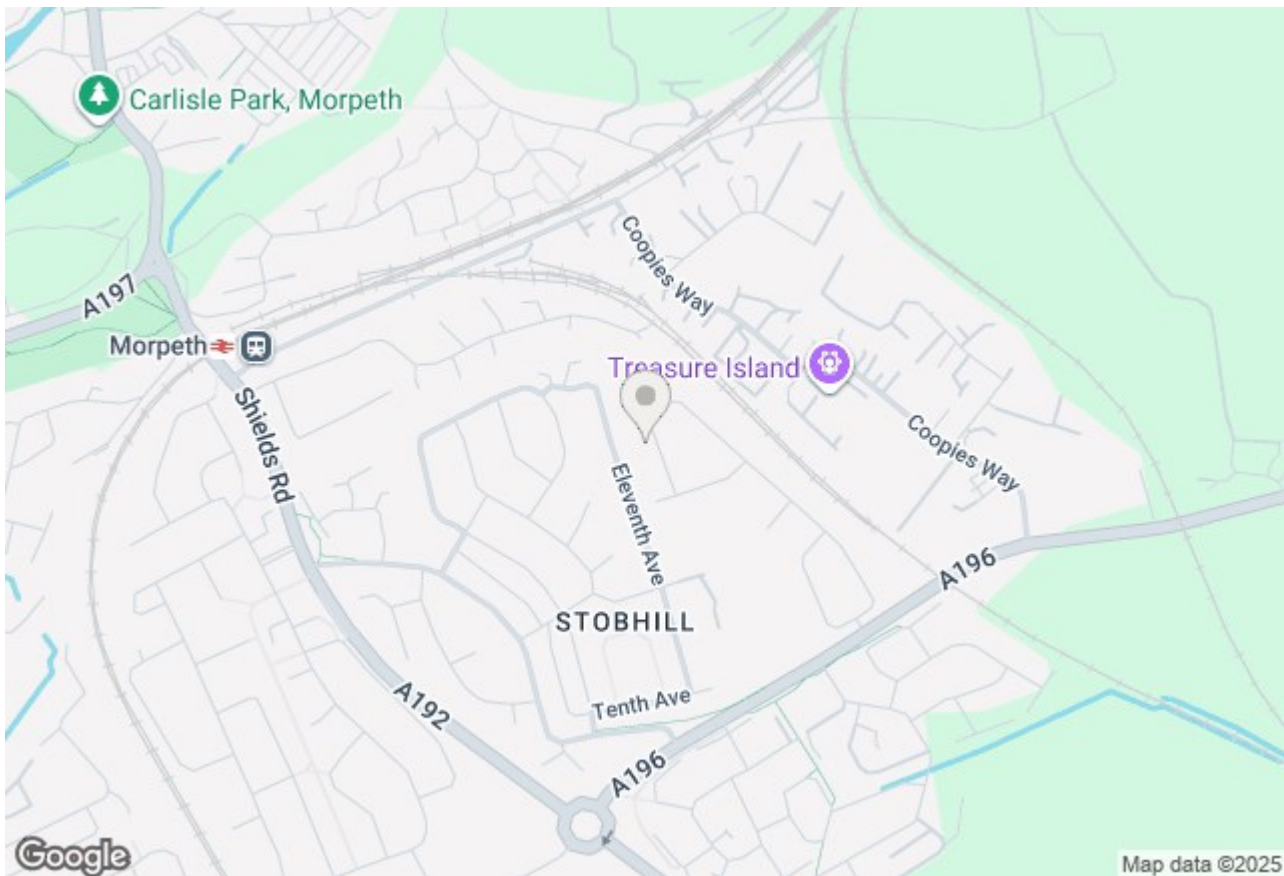 Carlisle Park, Morpeth
A197
Morpeth
Shields Rd
Coopies Way
Treasure Island
Coopies Way
Eleventh Ave
A196
STOBHILL
Tenth Ave
A192
A196
Google
Map data ©2025